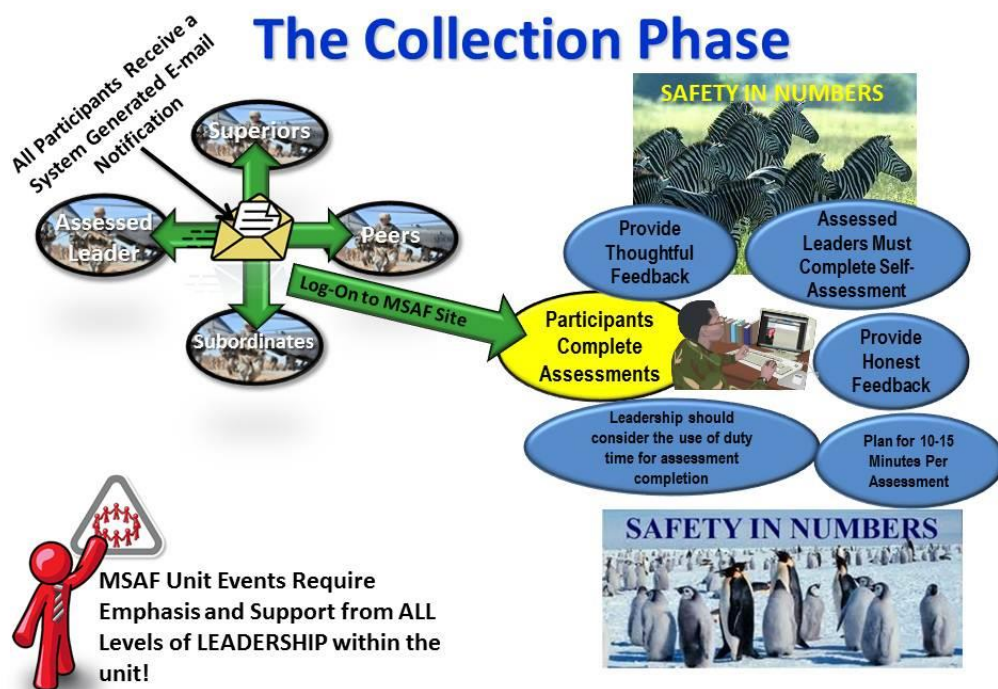 The Collection Phase
All Participants Receive a
System Generated E-mail
Notification
Superiors
Assessed
Leader
Peers
Subordinates
Log-On to MSAF Site
SAFETY IN NUMBERS
Provide
Thoughtful
Feedback
Assessed
Leaders Must
Complete Self-
Assessment
Participants
Complete
Assessments
Provide
Honest
Feedback
Leadership should
consider the use of duty
time for assessment
completion
Plan for 10-15
Minutes Per
Assessment
SAFETY IN NUMBERS
MSAF Unit Events Require
Emphasis and Support from ALL
Levels of LEADERSHIP within the
unit!